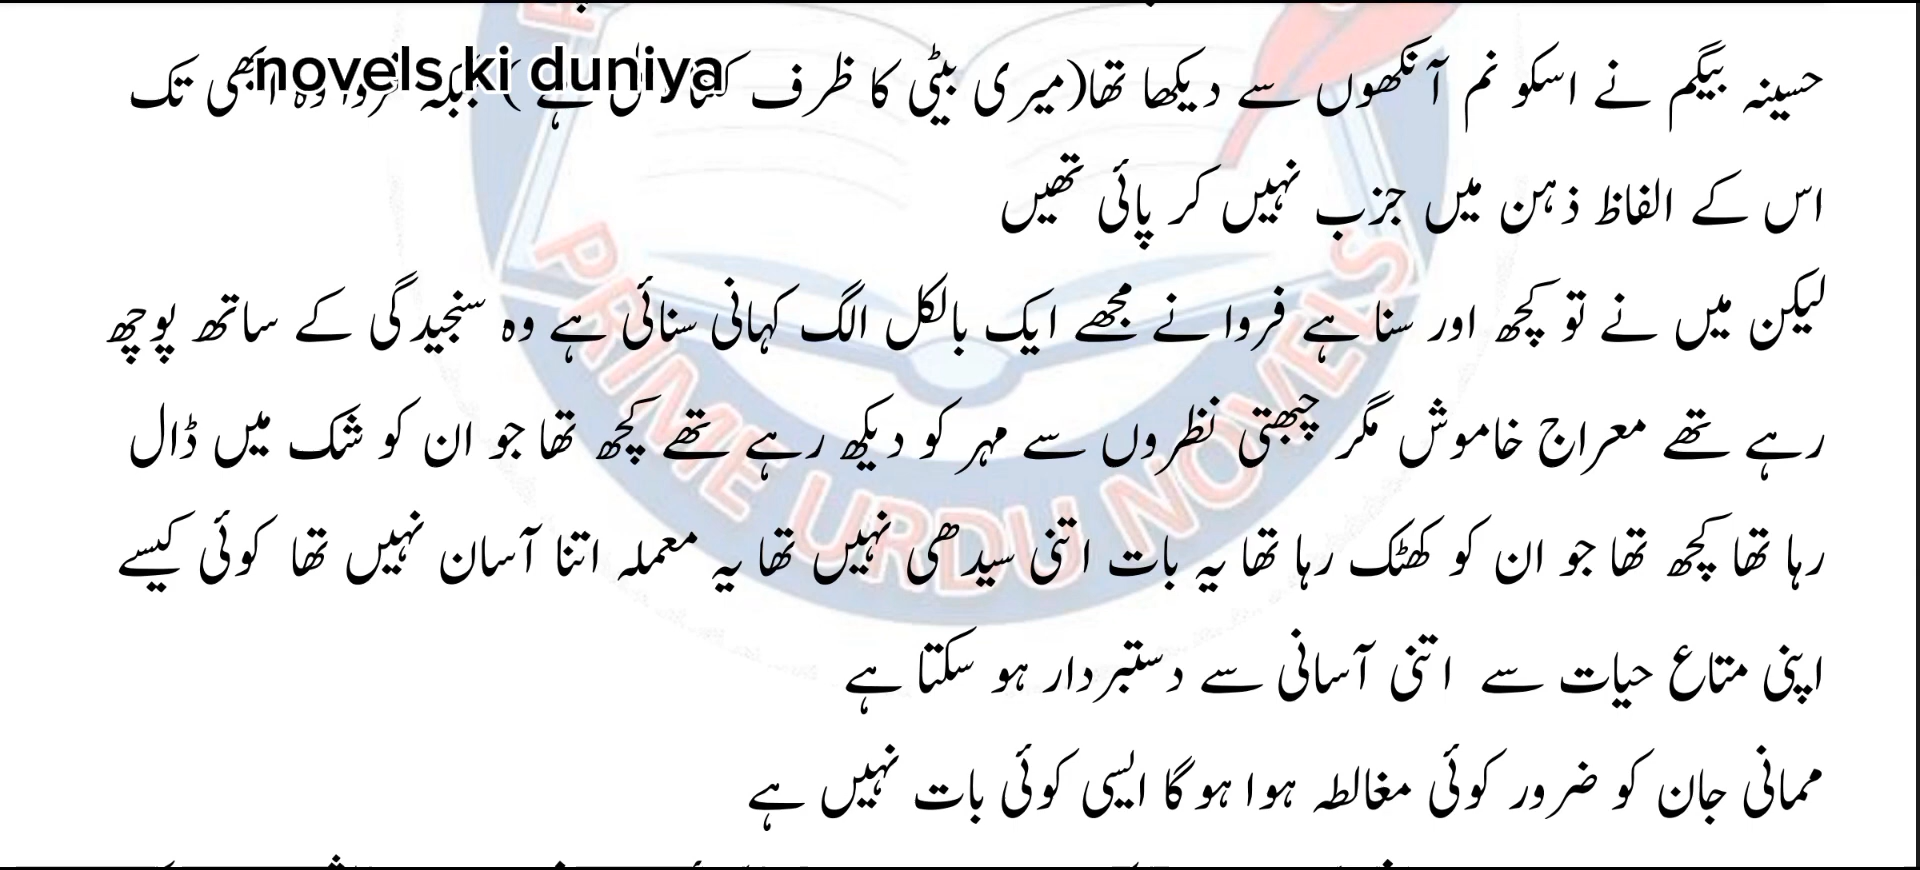 novels ki duniya
حسینہ بیگم نے اسکو نم آنکھوں سے دیکھا تھا(میری بیٹی کا ظرف ہے) تک
اس کے الفاظ ذہن میں جزب نہیں کر پائی تھیں
لیکن میں نے تو کچھ اور سنا ہے فروا نے مجھے ایک بالکل الگ کہانی سنائی ہے وہ سنجیدگی کے ساتھ پوچھ
رہے تھے معراج خاموش مگر چبھتی نظروں سے مہر کو دیکھ رہے تھے کچھ تھا جو ان کو شک میں ڈال
رہا تھا کچھ تھا جو ان کو کھٹک رہا تھا یہ بات اتنی سیدھی نہیں تھا یہ معملہ اتنا آسان نہیں تھا کوئی کیسے
اپنی متاع حیات سے اتنی آسانی سے دستبردار ہو سکتا ہے
ممانی جان کو ضرور کوئی مغالطہ ہوا ہو گا ایسی کوئی بات نہیں ہے
PRIME URDU NOVELS